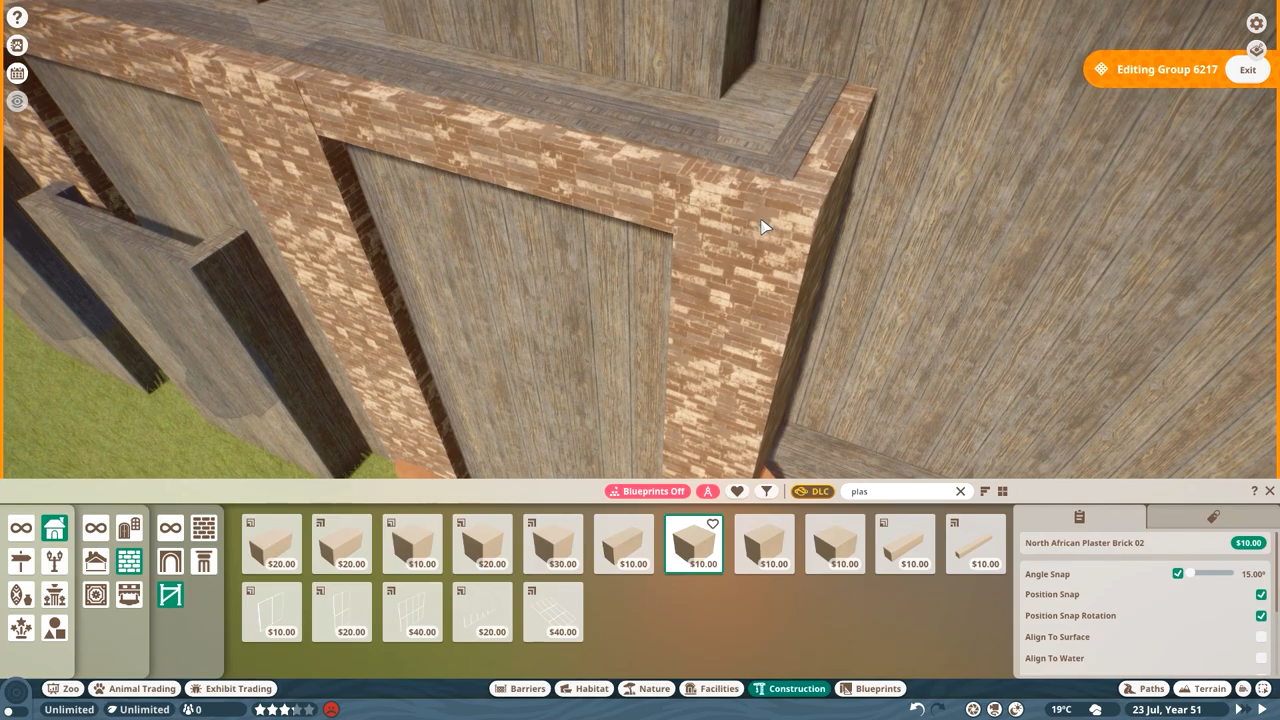 Editing Group 6217
Exit
Blueprints Off
DLC
plas
$20.00
$20.00
$10.00
$20.00
$30.00
$10.00
$10.00
$10.00
$10.00
$10.00
$10.00
$10.00
$20.00
$40.00
$20.00
$40.00
North African Plaster Brick 02
$10.00
Angle Snap
15.00°
Position Snap
Position Snap Rotation
Align To Surface
Align To Water
Zoo
Animal Trading
Exhibit Trading
Barriers
Habitat
Nature
Facilities
Construction
Blueprints
Paths
Terrain
Unlimited
Unlimited
0
19°C
23 Jul, Year 51